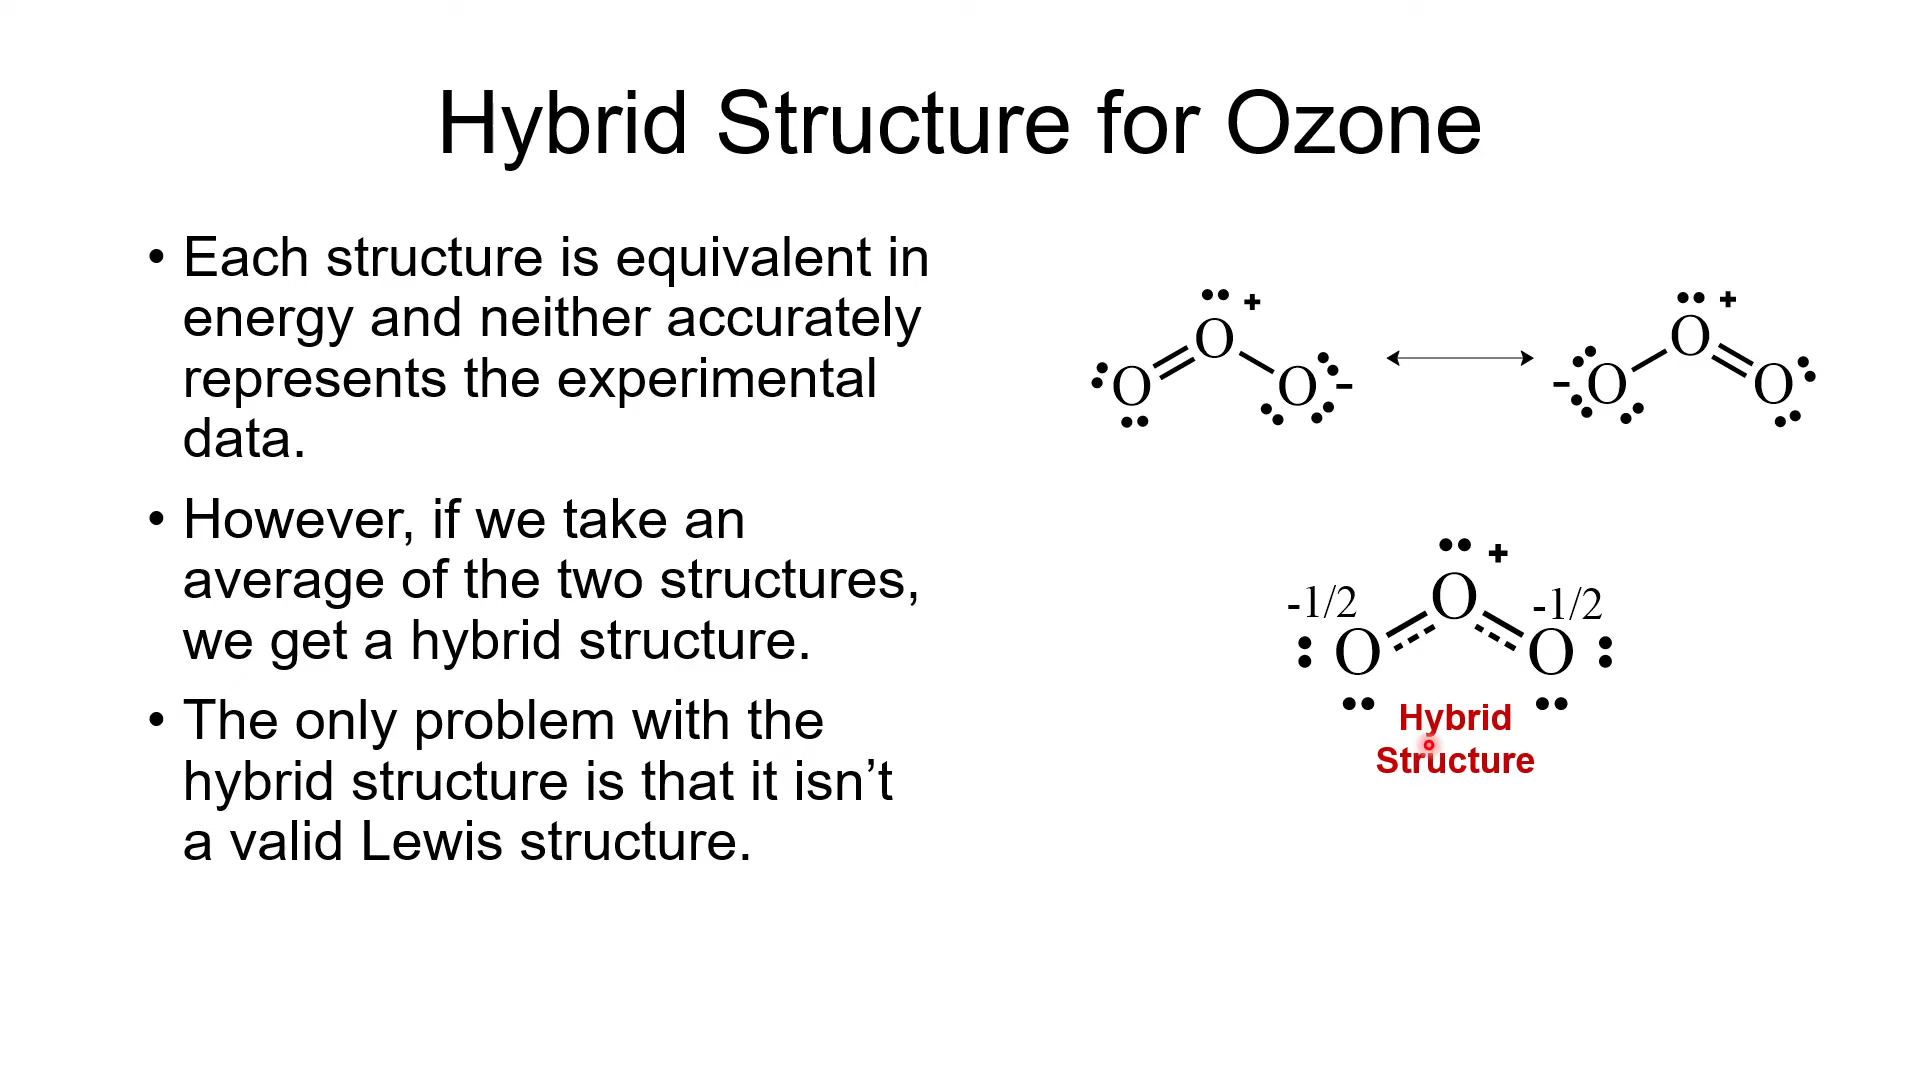 Hybrid Structure for Ozone
• Each structure is equivalent in
energy and neither accurately
represents the experimental
data.
• However, if we take an
average of the two structures,
we get a hybrid structure.
• The only problem with the
hybrid structure is that it isn’t
a valid Lewis structure.
O +
O O -
O +
- O O
O +
-1/2 -1/2
O O
Hybrid
Structure